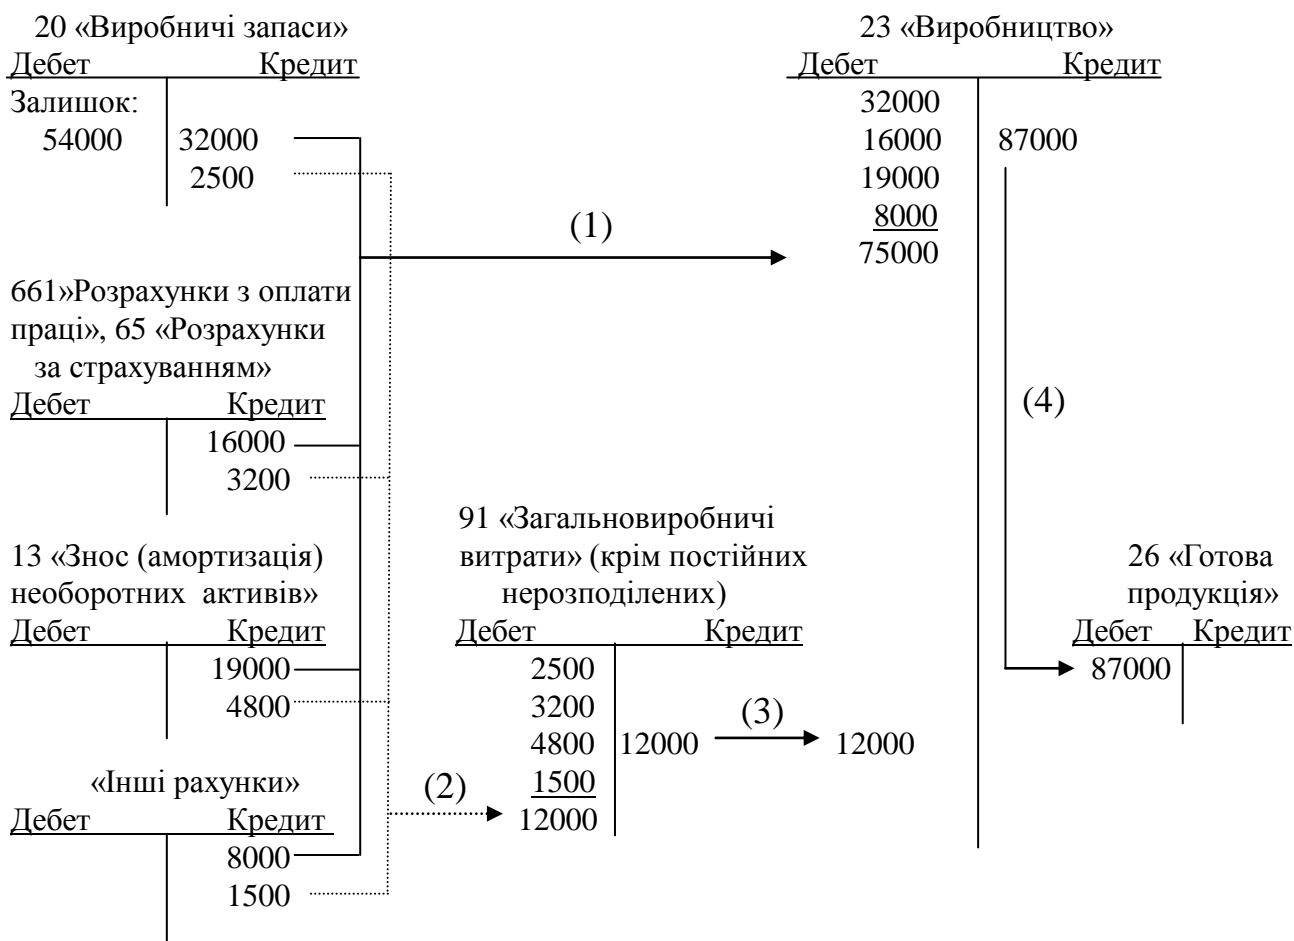 20 «Виробничі запаси»
Дебет Кредит
Залишок:
54000 32000
2500
661»Розрахунки з оплати
праці», 65 «Розрахунки
за страхуванням»
Дебет Кредит
16000
3200
13 «Знос (амортизація)
необоротних активів»
Дебет Кредит
19000
4800
«Інші рахунки»
Дебет Кредит
8000
1500
(1)
(2)
91 «Загальновиробничі
витрати» (крім постійних
нерозподілених)
Дебет Кредит
2500
3200
4800 12000
1500
12000
(3)
23 «Виробництво»
Дебет Кредит
32000
16000 87000
19000
8000
75000
12000
(4)
26 «Готова
продукція»
Дебет Кредит
87000